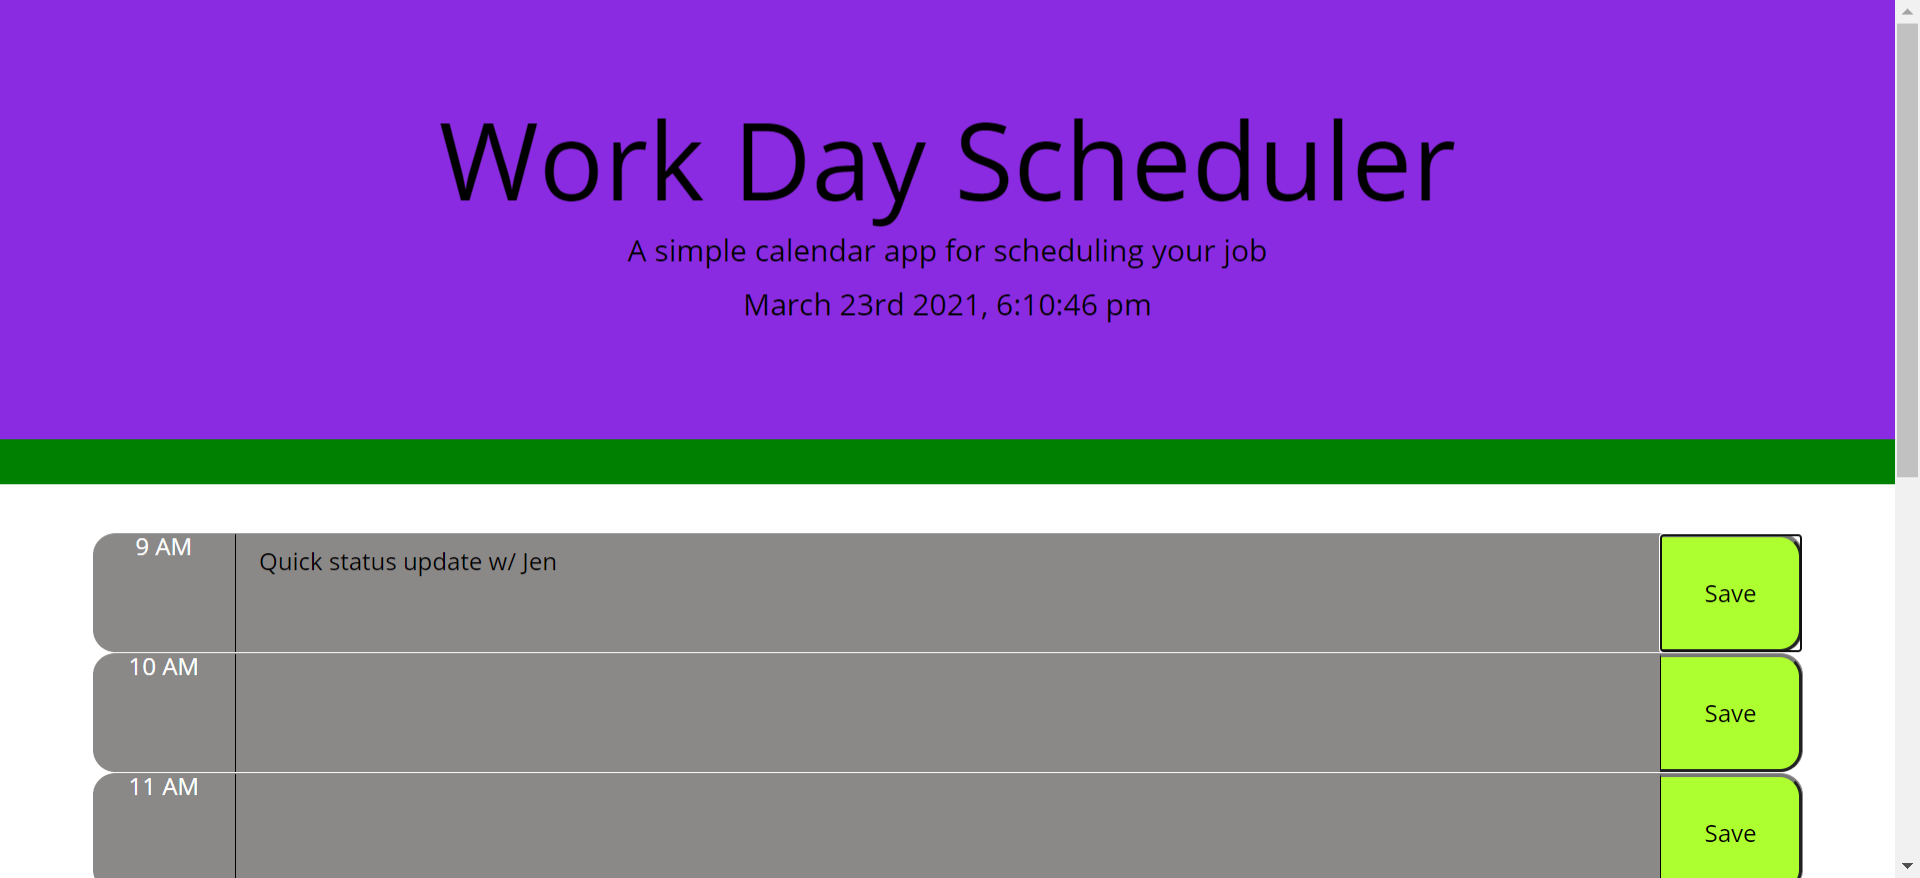 Work Day Scheduler
A simple calendar app for scheduling your job
March 23rd 2021, 6:10:46 pm
9 AM
Quick status update w/ Jen
Save
10 AM
Save
11 AM
Save